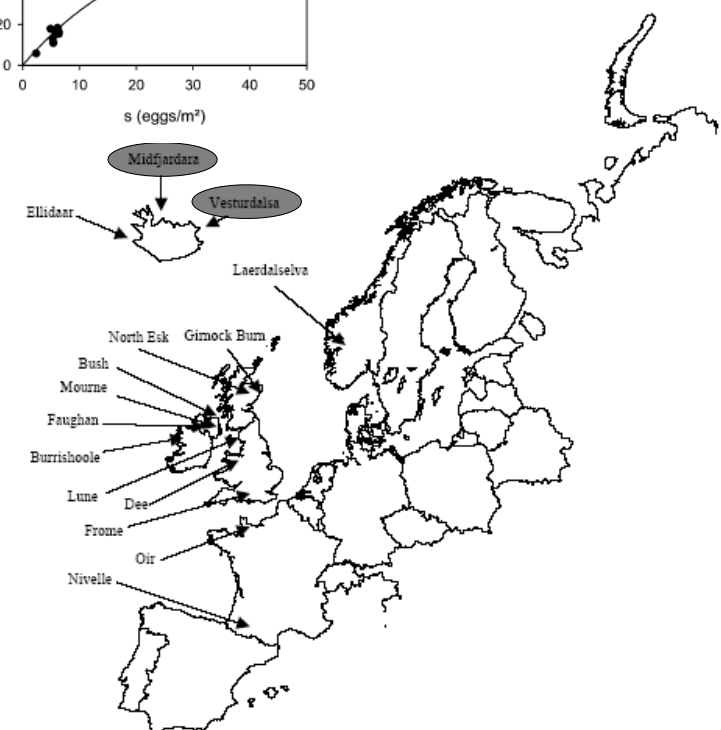 20
0
0 10 20 30 40 50
s (eggs/m²)
Midfjardara
Vesturdalsa
Ellidaar
Laerdalselva
North Esk Girnock Burn
Bush
Mourne
Faughan
Burrishoole
Lune
Dee
Frome
Oir
Nivelle